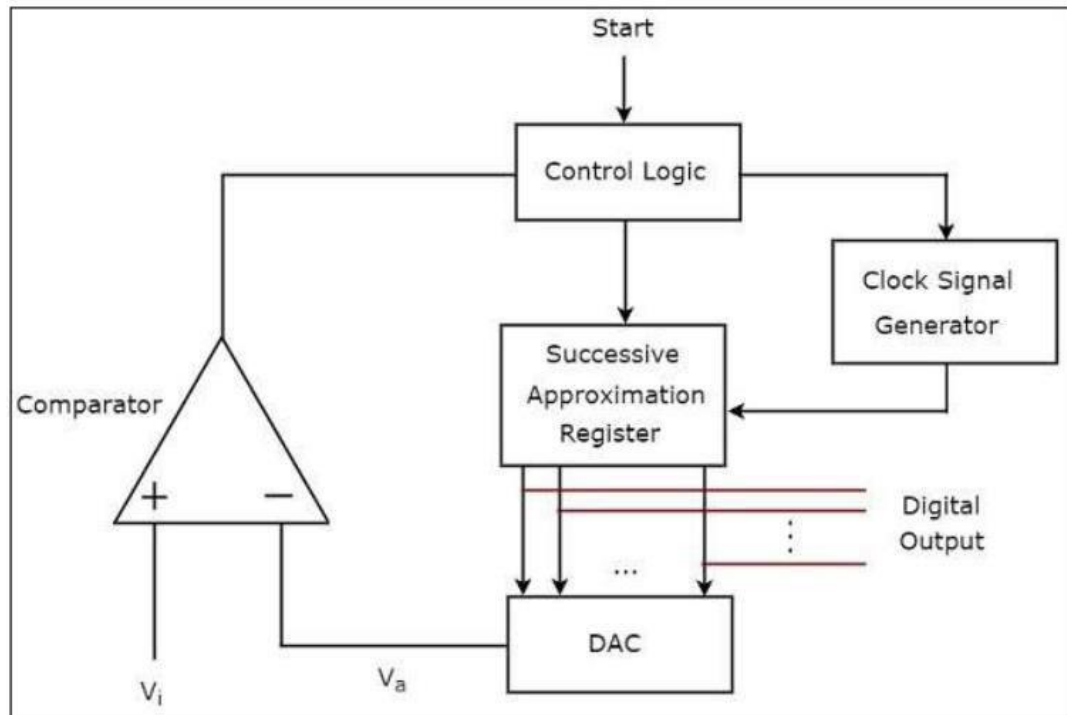 Start
Control Logic
Clock Signal
Generator
Successive
Approximation
Register
Comparator
+
−
Digital
Output
...
DAC
Va
Vi